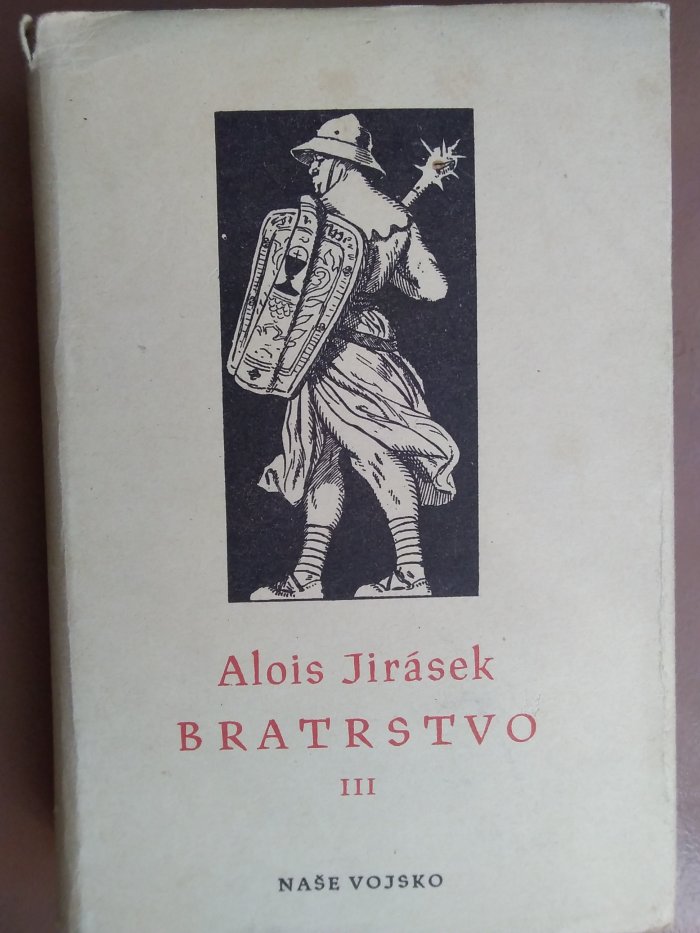 Alois Jirásek
BRATRSTVO
III
NAŠE VOJSKO